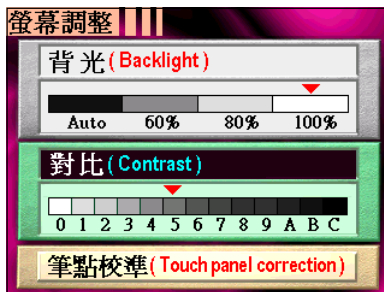 螢幕調整
背光(Backlight)
Auto 60% 80% 100%
對比(Contrast)
0 1 2 3 4 5 6 7 8 9 A B C
筆點校準(Touch panel correction)